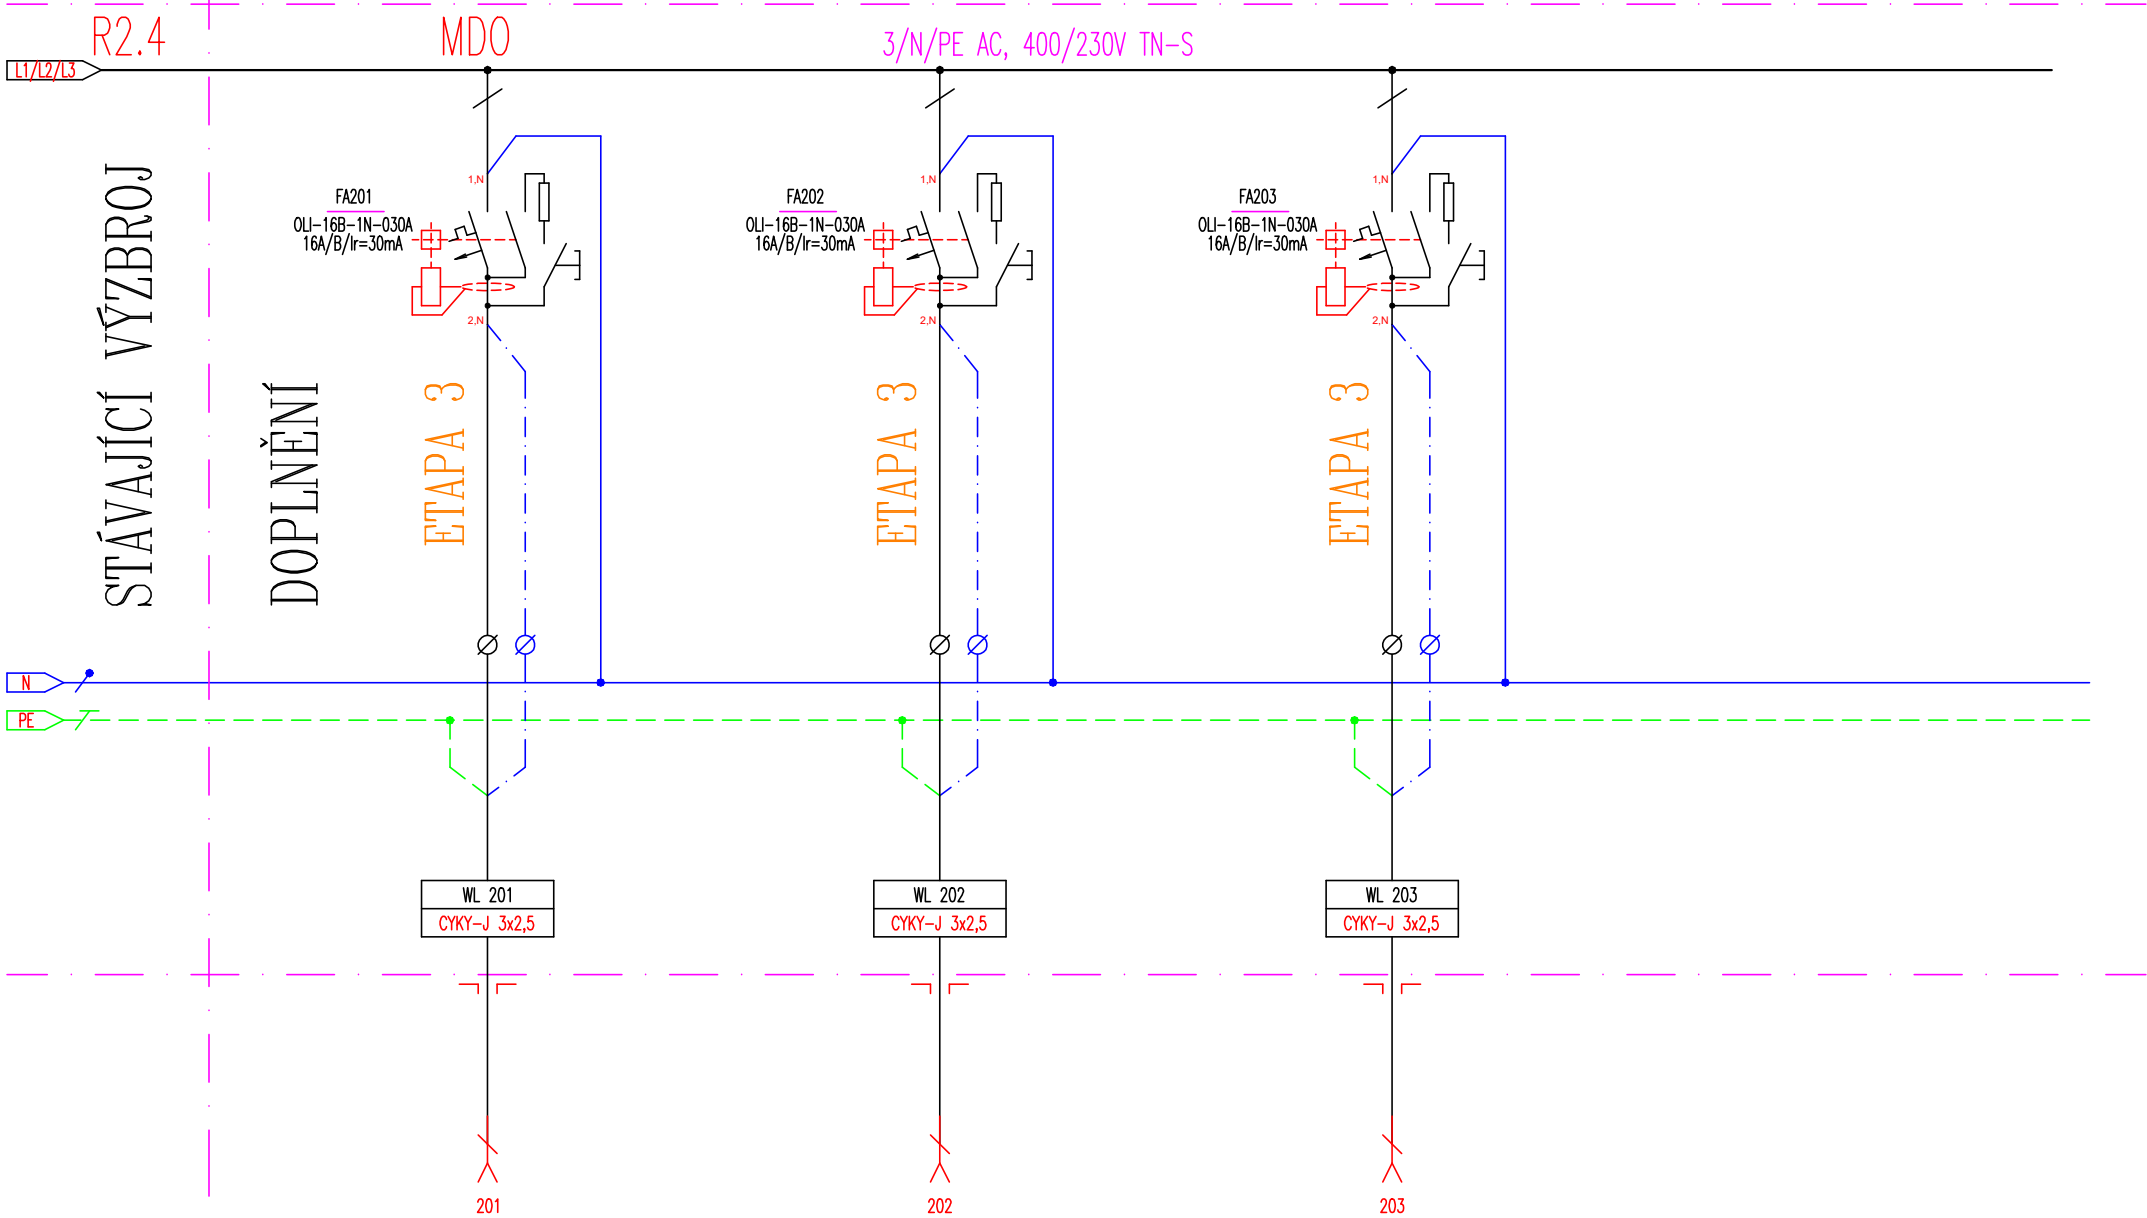 R2.4
MDO
3/N/PE AC, 400/230V TN-S
L1/L2/L3
STÁVAJÍCÍ VÝZBROJ
DOPLNĚNÍ
FA201
OLI-16B-1N-030A
16A/B/Ir=30mA
1,N
2,N
ETAPA 3
FA202
OLI-16B-1N-030A
16A/B/Ir=30mA
1,N
2,N
ETAPA 3
FA203
OLI-16B-1N-030A
16A/B/Ir=30mA
1,N
2,N
ETAPA 3
N
PE
WL 201
CYKY-J 3x2,5
WL 202
CYKY-J 3x2,5
WL 203
CYKY-J 3x2,5
201
202
203